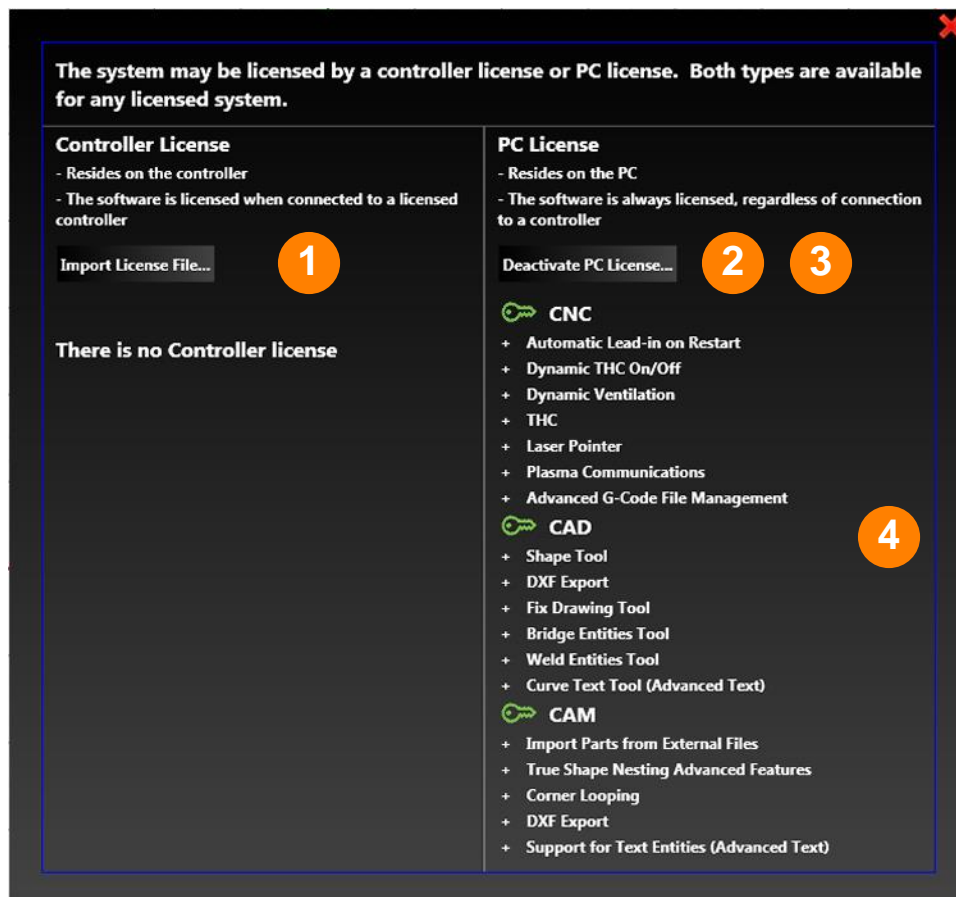 The system may be licensed by a controller license or PC license. Both types are available
for any licensed system.
Controller License
- Resides on the controller
- The software is licensed when connected to a licensed
controller
Import License File...
1
There is no Controller license
PC License
- Resides on the PC
- The software is always licensed, regardless of connection
to a controller
Deactivate PC License...
2
3
CNC
+ Automatic Lead-in on Restart
+ Dynamic THC On/Off
+ Dynamic Ventilation
+ THC
+ Laser Pointer
+ Plasma Communications
+ Advanced G-Code File Management
CAD
4
+ Shape Tool
+ DXF Export
+ Fix Drawing Tool
+ Bridge Entities Tool
+ Weld Entities Tool
+ Curve Text Tool (Advanced Text)
CAM
+ Import Parts from External Files
+ True Shape Nesting Advanced Features
+ Corner Looping
+ DXF Export
+ Support for Text Entities (Advanced Text)